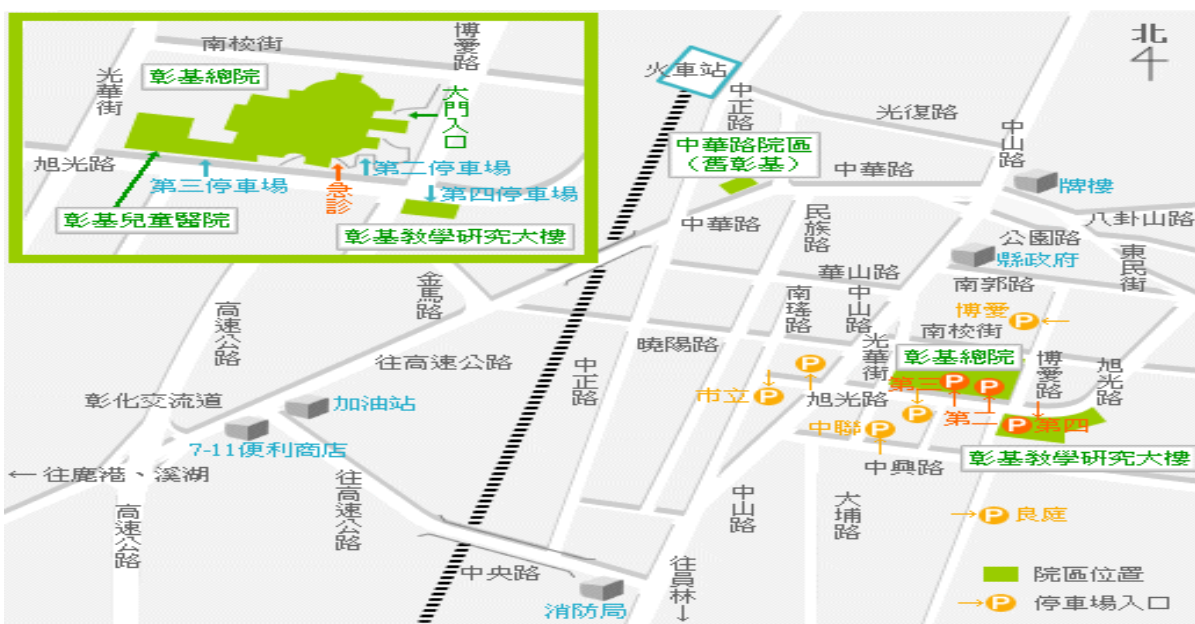 南校街
博愛路
光華街
彰基總院
大門入口
旭光路
第三停車場
急診
第二停車場
第四停車場
彰基兒童醫院
彰基教學研究大樓
北
火車站
中正路
光復路
中山路
中華路院區
(舊彰基)
中華路
牌樓
中華路
民族路
八卦山路
公園路
縣政府
東民街
華山路
南郭路
金馬路
高速公路
南瑤路
中山路
博愛
P
南校街
曉陽路
往高速公路
中正路
光華街
彰基總院
博愛路
旭光路
P
第三
P
P
市立
P
旭光路
P
第二
P
第四
彰化交流道
加油站
中聯
P
7-11便利商店
中興路
彰基教學研究大樓
← 往鹿港、溪湖
往高速公路
高速公路
中山路
大埔路
→P 良庭
中央路
消防局
往員林↓
院區位置
→P 停車場入口